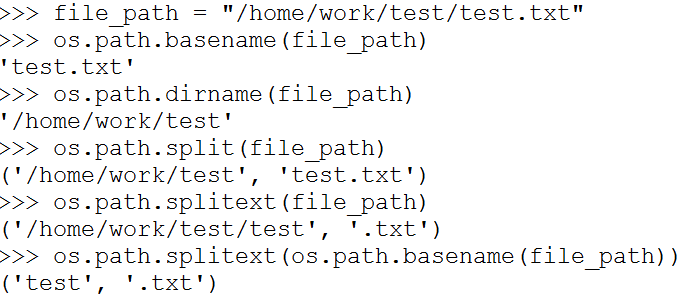 >>> file_path = "/home/work/test/test.txt"
>>> os.path.basename(file_path)
'test.txt'
>>> os.path.dirname(file_path)
'/home/work/test'
>>> os.path.split(file_path)
('/home/work/test', 'test.txt')
>>> os.path.splitext(file_path)
('/home/work/test/test', '.txt')
>>> os.path.splitext(os.path.basename(file_path))
('test', '.txt')